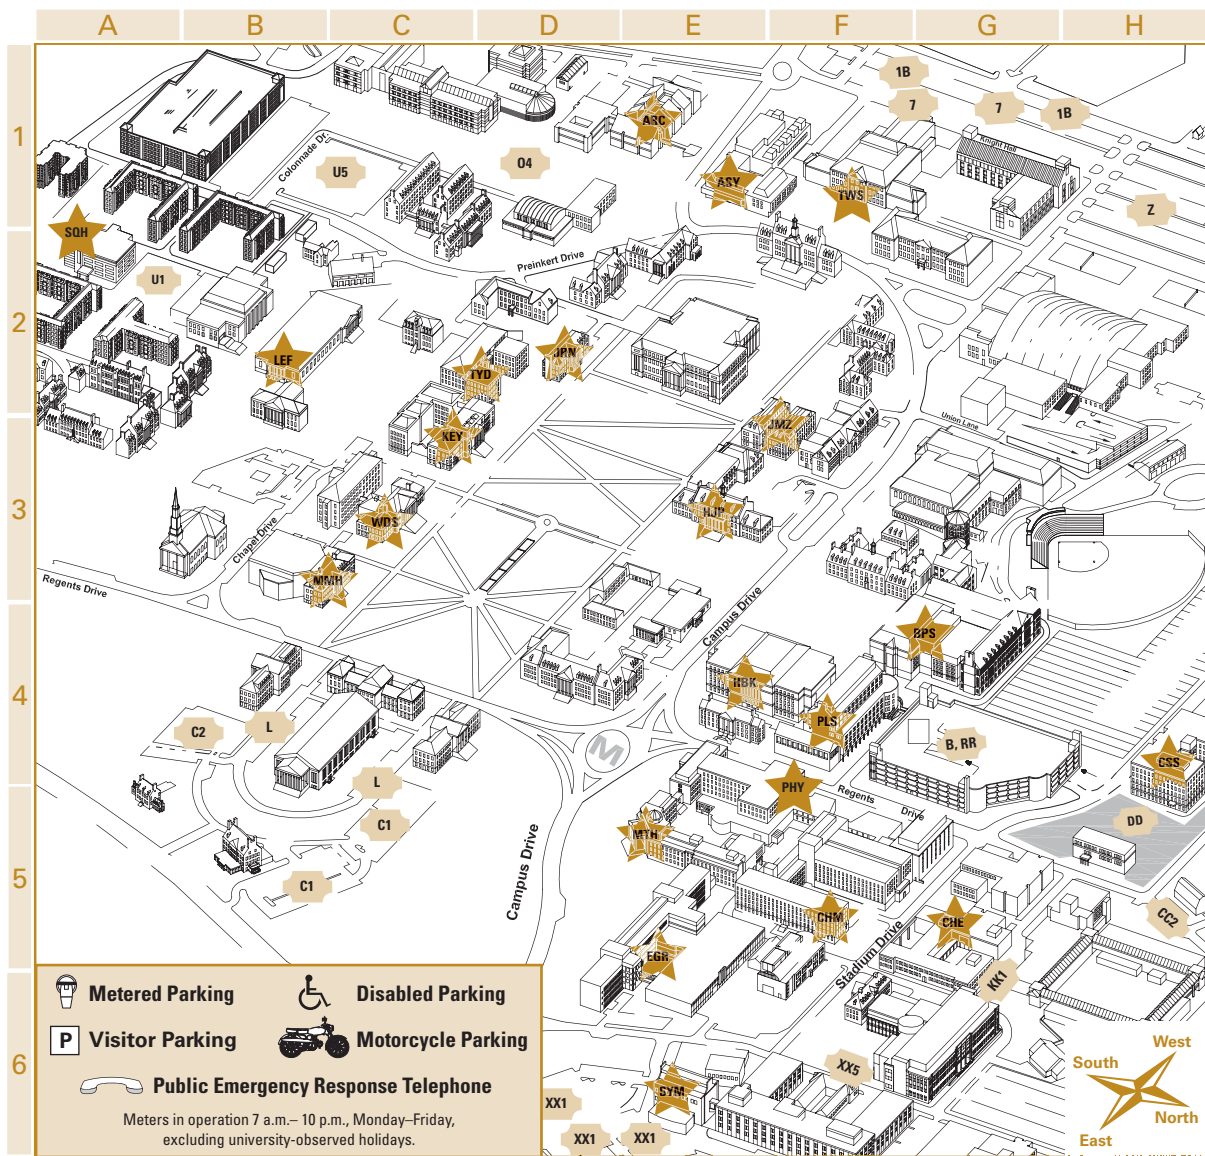 A B C D E F G H
1
2
3
4
5
6
1B
7
7
1B
Knight Hall
ARC
Colonnade Dr.
U5
O4
ASY
TWS
Z
SQH
U1
Preinkert Drive
LEF
TYD
JRN
KEY
JMZ
Union Lane
WDS
HJP
Chapel Drive
MMH
Regents Drive
Campus Drive
BPS
HBK
PLS
C2
L
M
B, RR
CSS
L
PHY
Regents Drive
C1
MTH
DD
Campus Drive
C1
CHM
CHE
CC2
Stadium Drive
EGR
KK1
XX5
SYM
XX1
XX1
XX1
Metered Parking
Disabled Parking
P Visitor Parking
Motorcycle Parking
Public Emergency Response Telephone
Meters in operation 7 a.m.– 10 p.m., Monday–Friday,
excluding university-observed holidays.
West
South
North
East